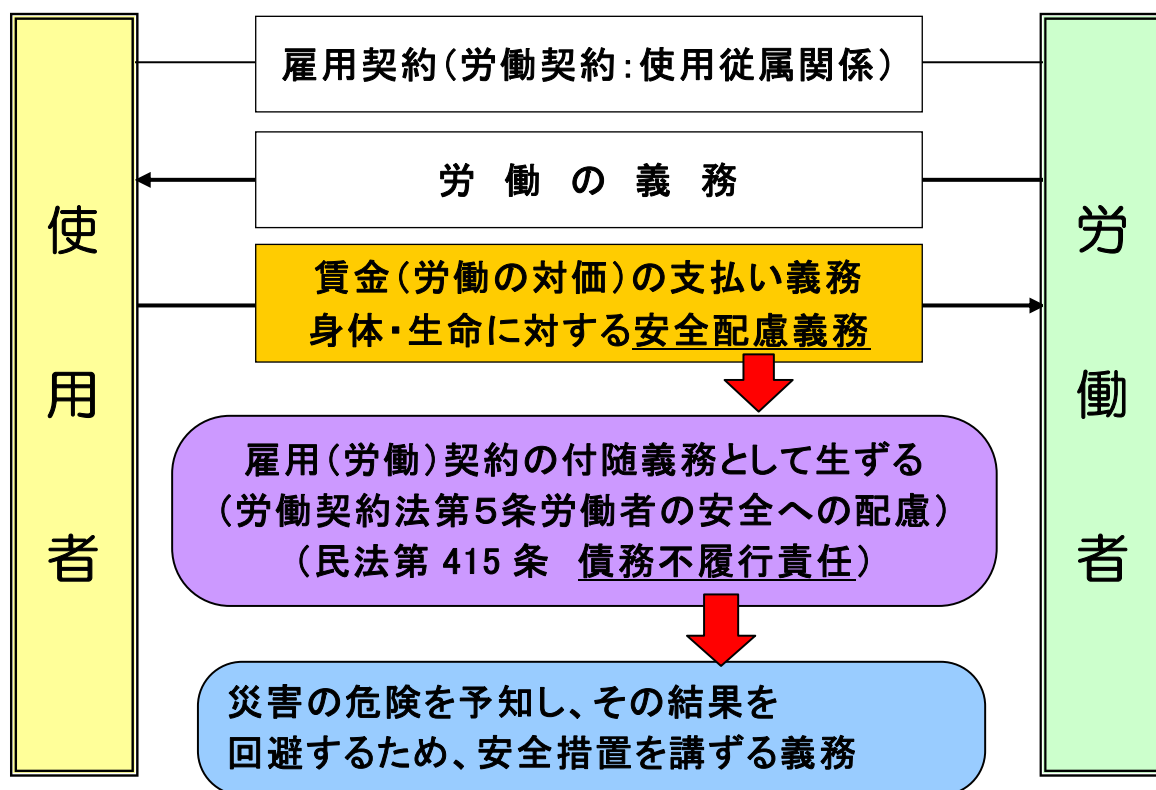 使用者
雇用契約(労働契約:使用従属関係)
労働の義務
賃金(労働の対価)の支払い義務
身体・生命に対する安全配慮義務
雇用(労働)契約の付随義務として生ずる
(労働契約法第5条労働者の安全への配慮)
(民法第 415 条 債務不履行責任)
災害の危険を予知し、その結果を
回避するため、安全措置を講ずる義務
労働者